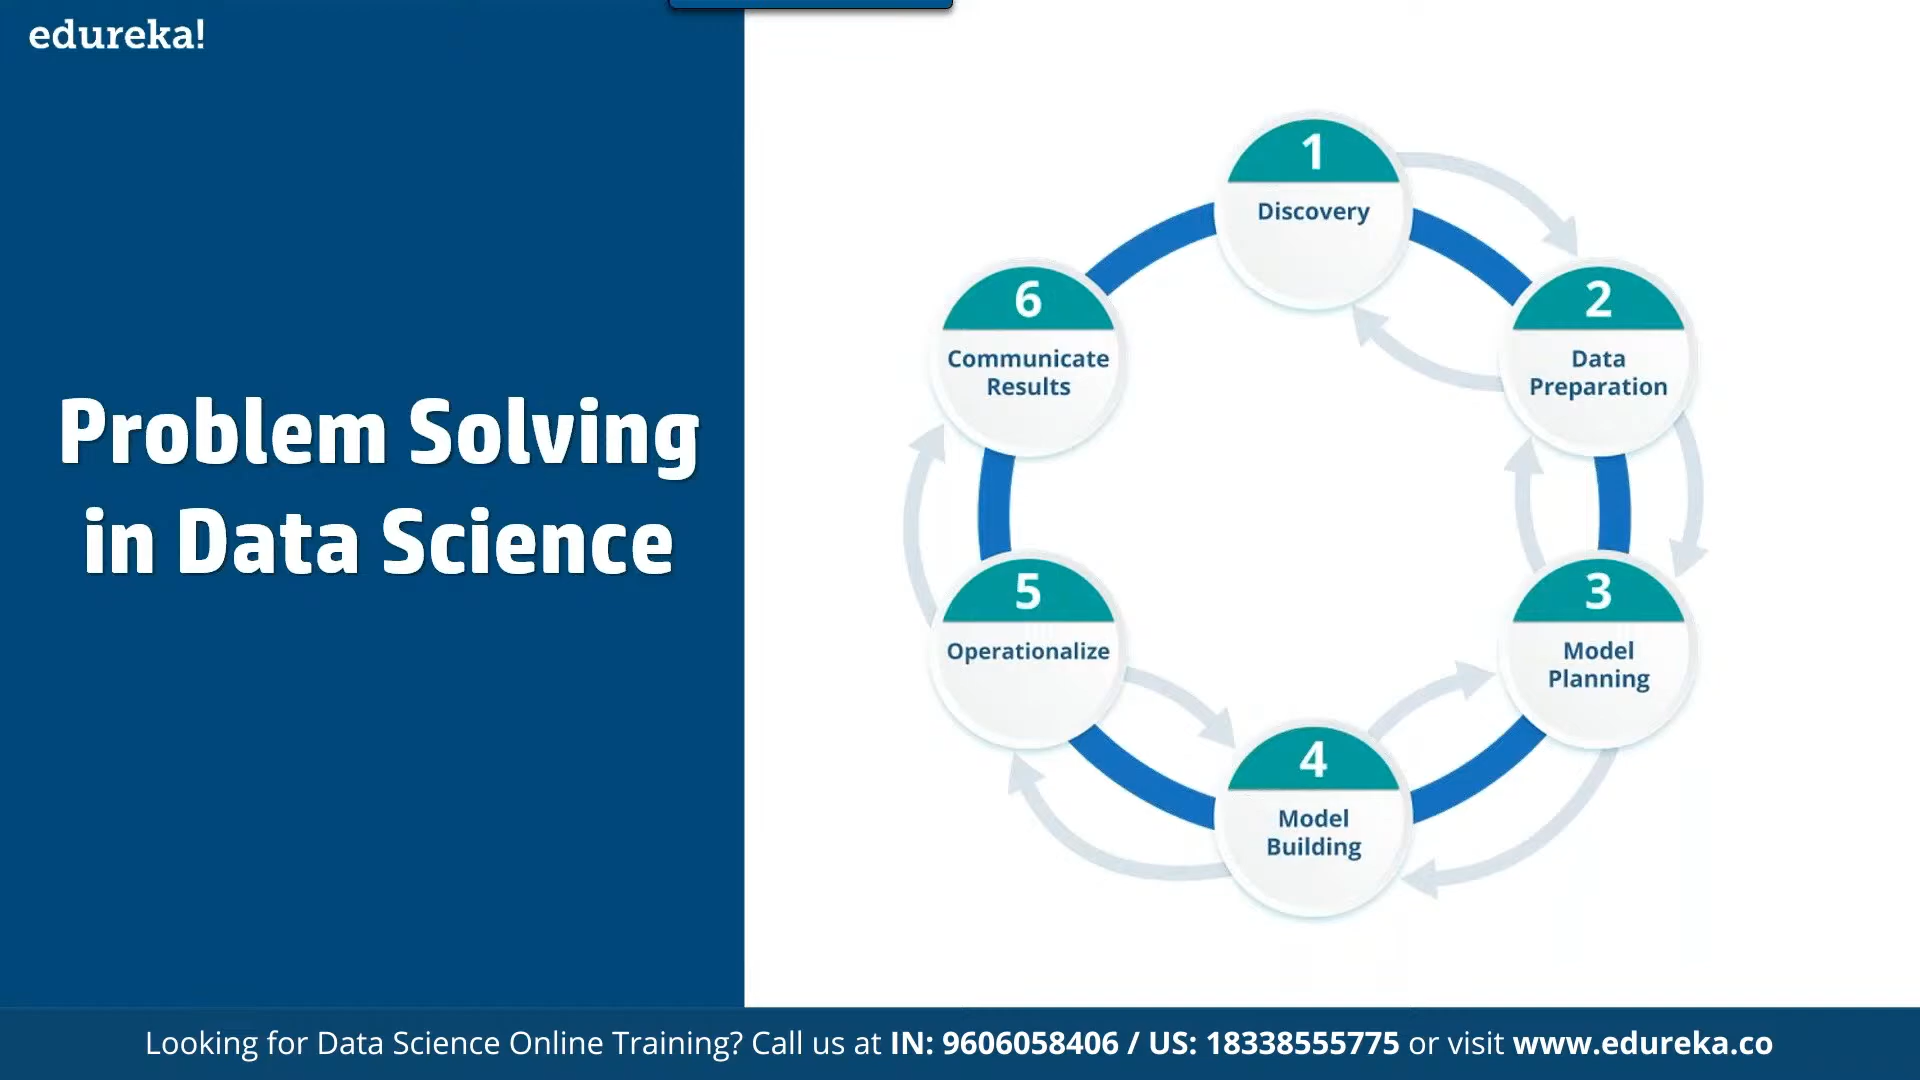 edureka!
Problem Solving
in Data Science
1
Discovery
2
Data
Preparation
3
Model
Planning
4
Model
Building
5
Operationalize
6
Communicate
Results
Looking for Data Science Online Training? Call us at IN: 9606058406 / US: 18338555775 or visit www.edureka.co